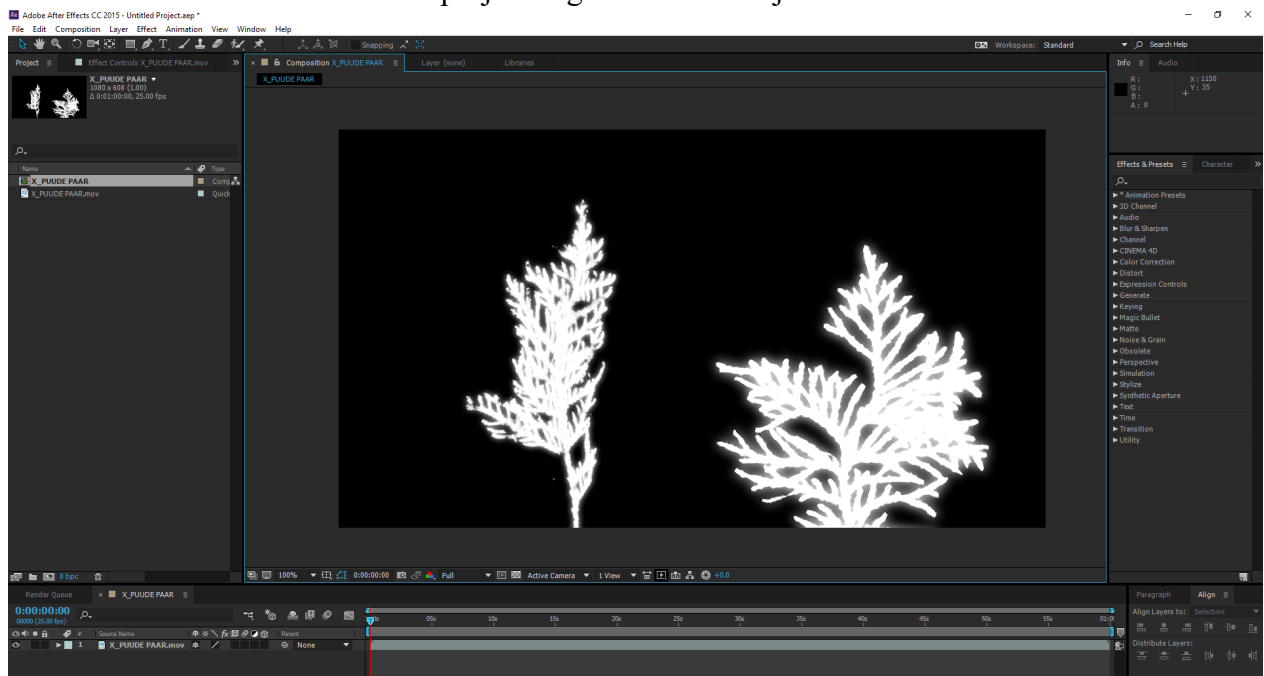 Adobe After Effects CC 2015 - Untitled Project.aep *
File Edit Composition Layer Effect Animation View Window Help
Snapping
Workspace: Standard
Search Help
Project
Effect Controls X_PUUDE PAAR.mov
Composition X_PUUDE PAAR
Layer (none)
Libraries
Info
Audio
X_PUUDE PAAR
1080 x 608 (1.00)
Δ 0:01:00:00, 25.00 fps
X_PUUDE PAAR
R :
G :
B :
A : 0
X : 1150
Y : 35
Name
Type
X_PUUDE PAAR
Comp
X_PUUDE PAAR.mov
Quick
Effects & Presets
Character
* Animation Presets
3D Channel
Audio
Blur & Sharpen
Channel
CINEMA 4D
Color Correction
Distort
Expression Controls
Generate
Keying
Magic Bullet
Matte
Noise & Grain
Obsolete
Perspective
Simulation
Stylize
Synthetic Aperture
Text
Time
Transition
Utility
8 bpc
100%
0:00:00:00
Full
Active Camera
1 View
+0.0
Render Queue
X_PUUDE PAAR
Paragraph
Align
0:00:00:00
00000 (25.00 fps)
05s 10s 15s 20s 25s 30s 35s 40s 45s 50s 55s
Align Layers to: Selection
# Source Name
Parent
1 X_PUUDE PAAR.mov
None
Distribute Layers: